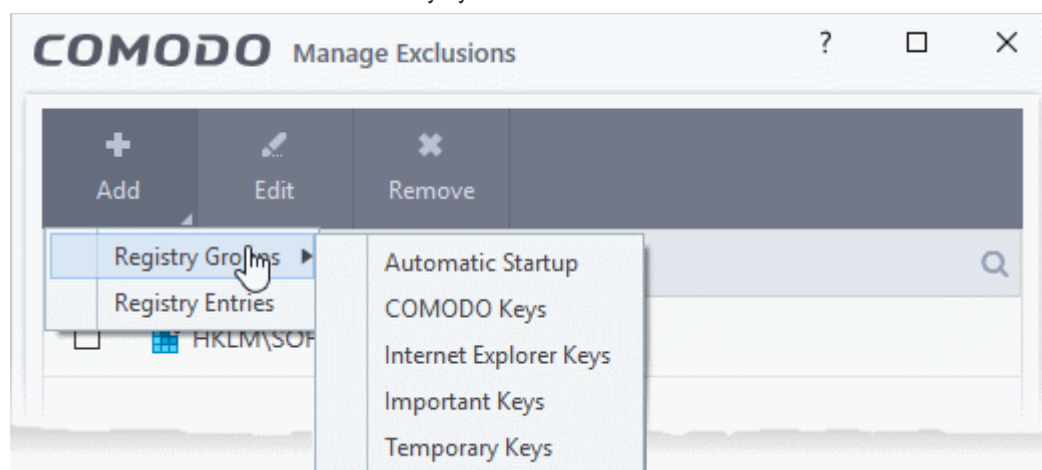 COMODO Manage Exclusions ?
Add Edit Remove
Registry Groups
Registry Entries
Automatic Startup
COMODO Keys
Internet Explorer Keys
Important Keys
Temporary Keys